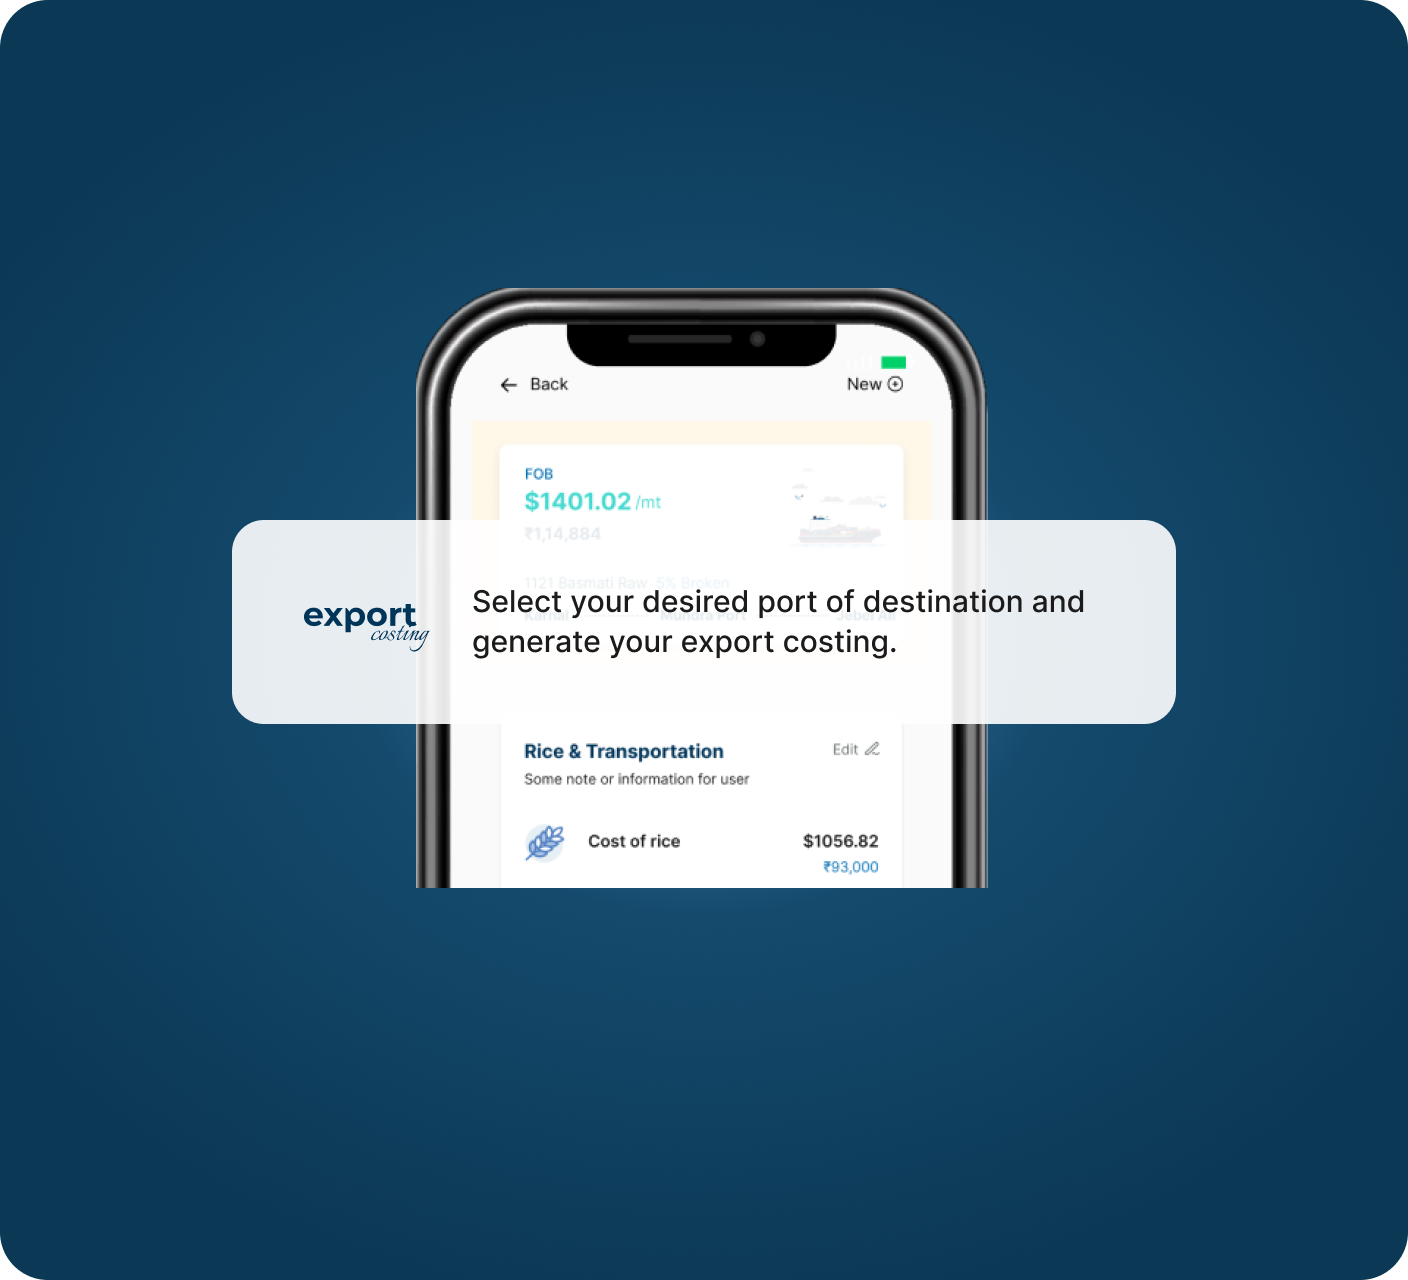 Back
New
FOB
$1401.02 /mt
₹1,14,884
1121 Basmati Raw 5% Broken
Karnal Mundra Port Jebel Ali
export
costing
Select your desired port of destination and
generate your export costing.
Rice & Transportation
Edit
Some note or information for user
Cost of rice
$1056.82
₹93,000